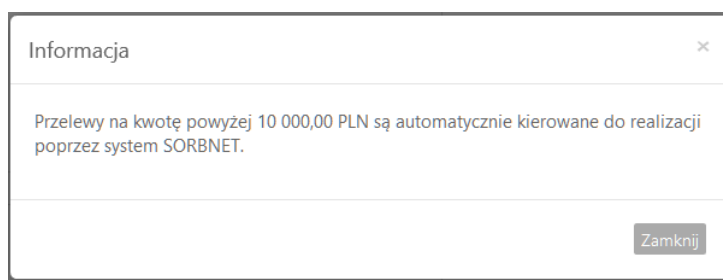 Informacja
×
Przelewy na kwotę powyżej 10 000,00 PLN są automatycznie kierowane do realizacji
poprzez system SORBNET.
Zamknij